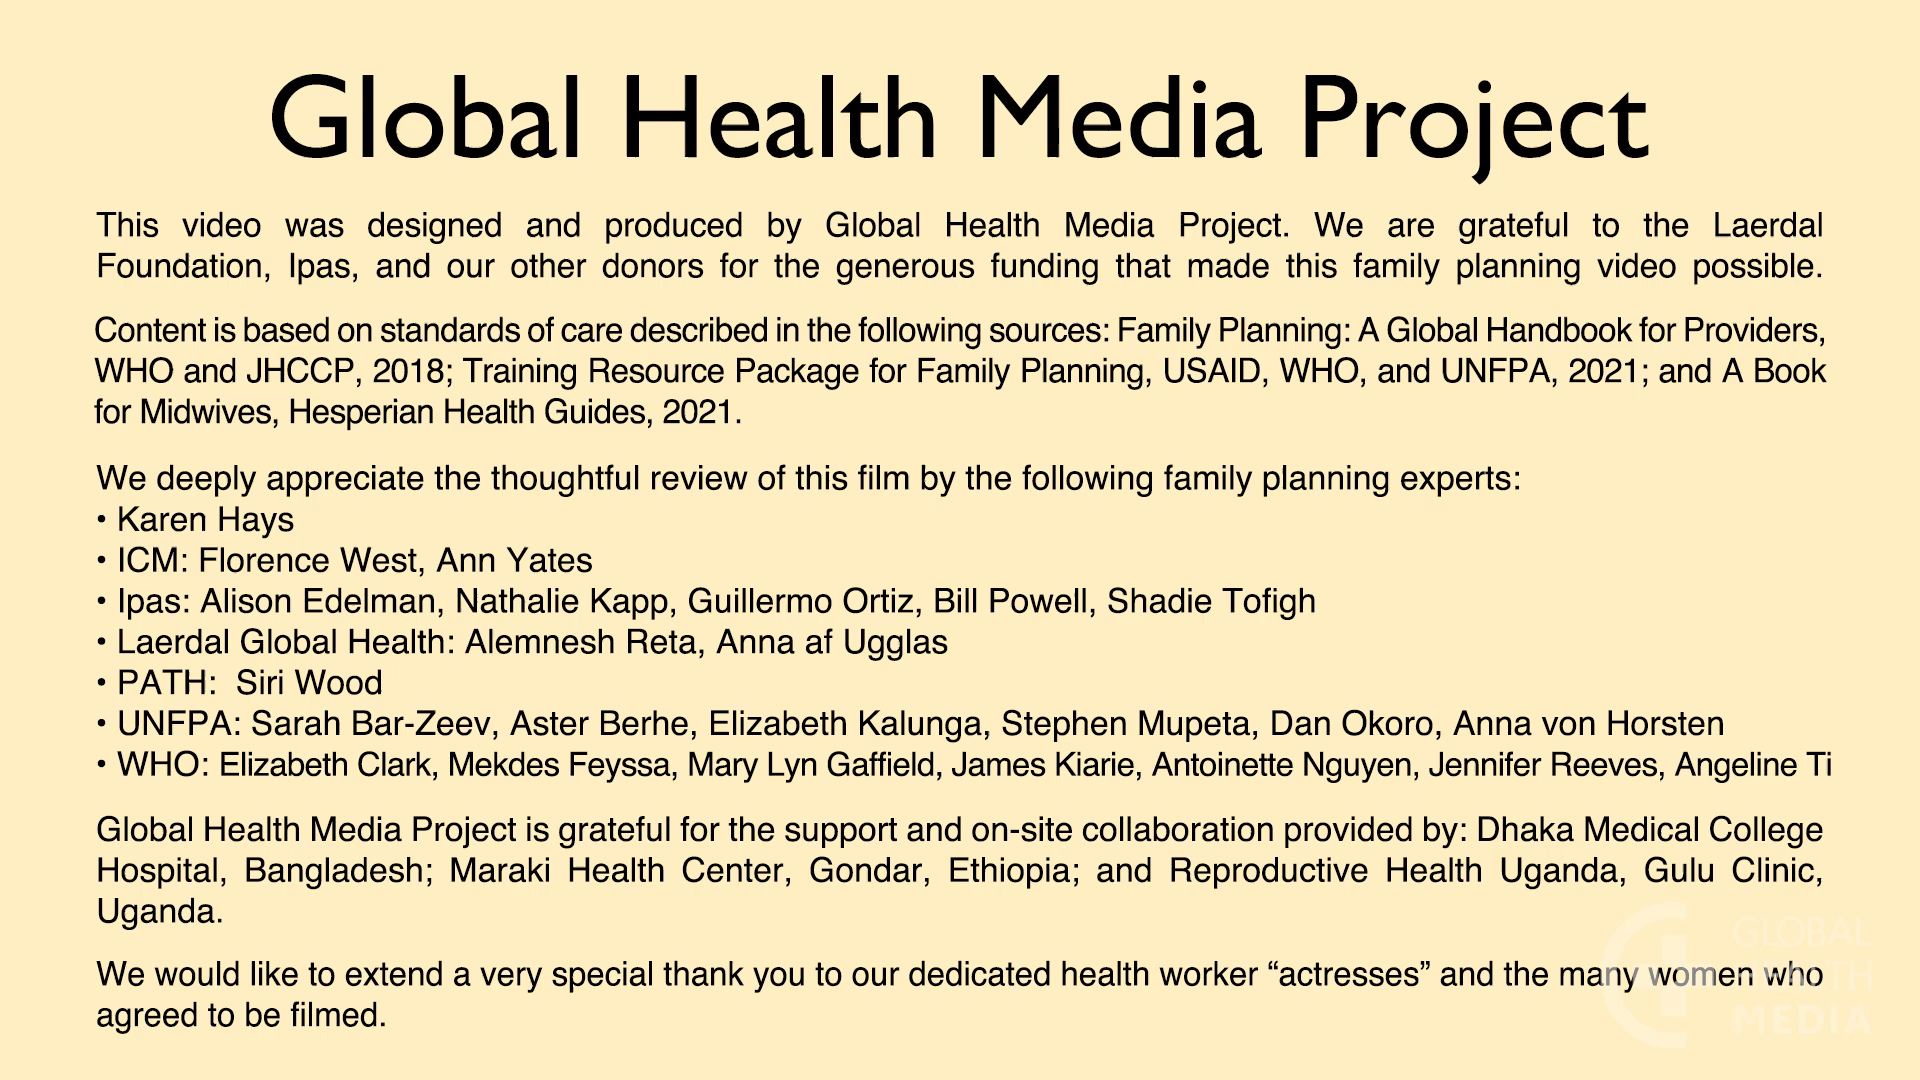 Global Health Media Project
This video was designed and produced by Global Health Media Project. We are grateful to the Laerdal
Foundation, Ipas, and our other donors for the generous funding that made this family planning video possible.
Content is based on standards of care described in the following sources: Family Planning: A Global Handbook for Providers,
WHO and JHCCP, 2018; Training Resource Package for Family Planning, USAID, WHO, and UNFPA, 2021; and A Book
for Midwives, Hesperian Health Guides, 2021.
We deeply appreciate the thoughtful review of this film by the following family planning experts:
• Karen Hays
• ICM: Florence West, Ann Yates
• Ipas: Alison Edelman, Nathalie Kapp, Guillermo Ortiz, Bill Powell, Shadie Tofigh
• Laerdal Global Health: Alemnesh Reta, Anna af Ugglas
• PATH:  Siri Wood
• UNFPA: Sarah Bar-Zeev, Aster Berhe, Elizabeth Kalunga, Stephen Mupeta, Dan Okoro, Anna von Horsten
• WHO: Elizabeth Clark, Mekdes Feyssa, Mary Lyn Gaffield, James Kiarie, Antoinette Nguyen, Jennifer Reeves, Angeline Ti
Global Health Media Project is grateful for the support and on-site collaboration provided by: Dhaka Medical College
Hospital, Bangladesh; Maraki Health Center, Gondar, Ethiopia; and Reproductive Health Uganda, Gulu Clinic,
Uganda.
We would like to extend a very special thank you to our dedicated health worker “actresses” and the many women who
agreed to be filmed.
GLOBAL
HEALTH
MEDIA